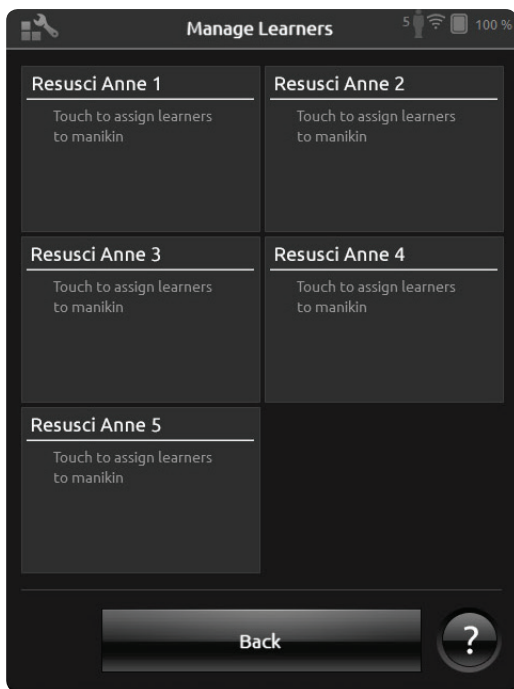 Manage Learners
5
100 %
Resusci Anne 1
Touch to assign learners
to manikin
Resusci Anne 2
Touch to assign learners
to manikin
Resusci Anne 3
Touch to assign learners
to manikin
Resusci Anne 4
Touch to assign learners
to manikin
Resusci Anne 5
Touch to assign learners
to manikin
Back
?